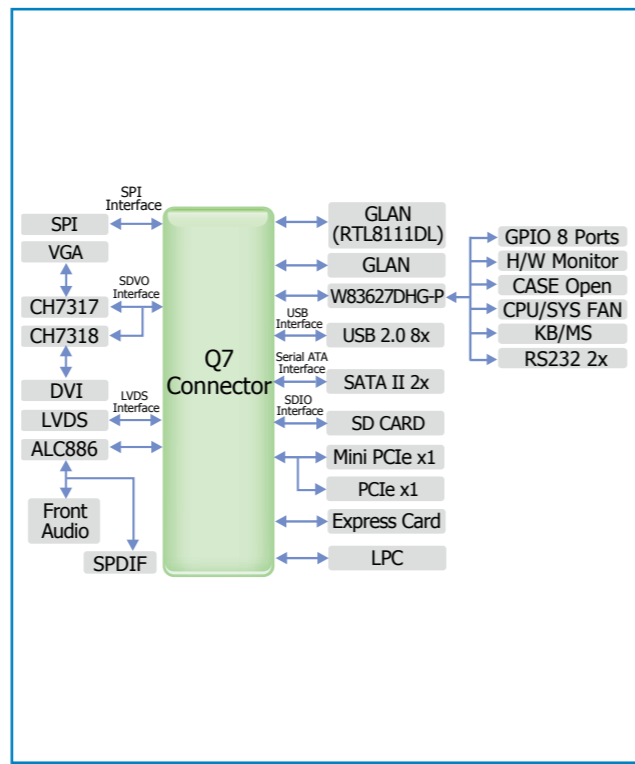 SPI
Interface
SPI
VGA
SDVO
Interface
CH7317
CH7318
DVI
LVDS
Interface
LVDS
ALC886
Front
Audio
SPDIF
Q7
Connector
GLAN
(RTL8111DL)
GLAN
W83627DHG-P
USB
Interface
USB 2.0 8x
Serial ATA
Interface
SATA II 2x
SDIO
Interface
SD CARD
Mini PCIe x1
PCIe x1
Express Card
LPC
GPIO 8 Ports
H/W Monitor
CASE Open
CPU/SYS FAN
KB/MS
RS232 2x